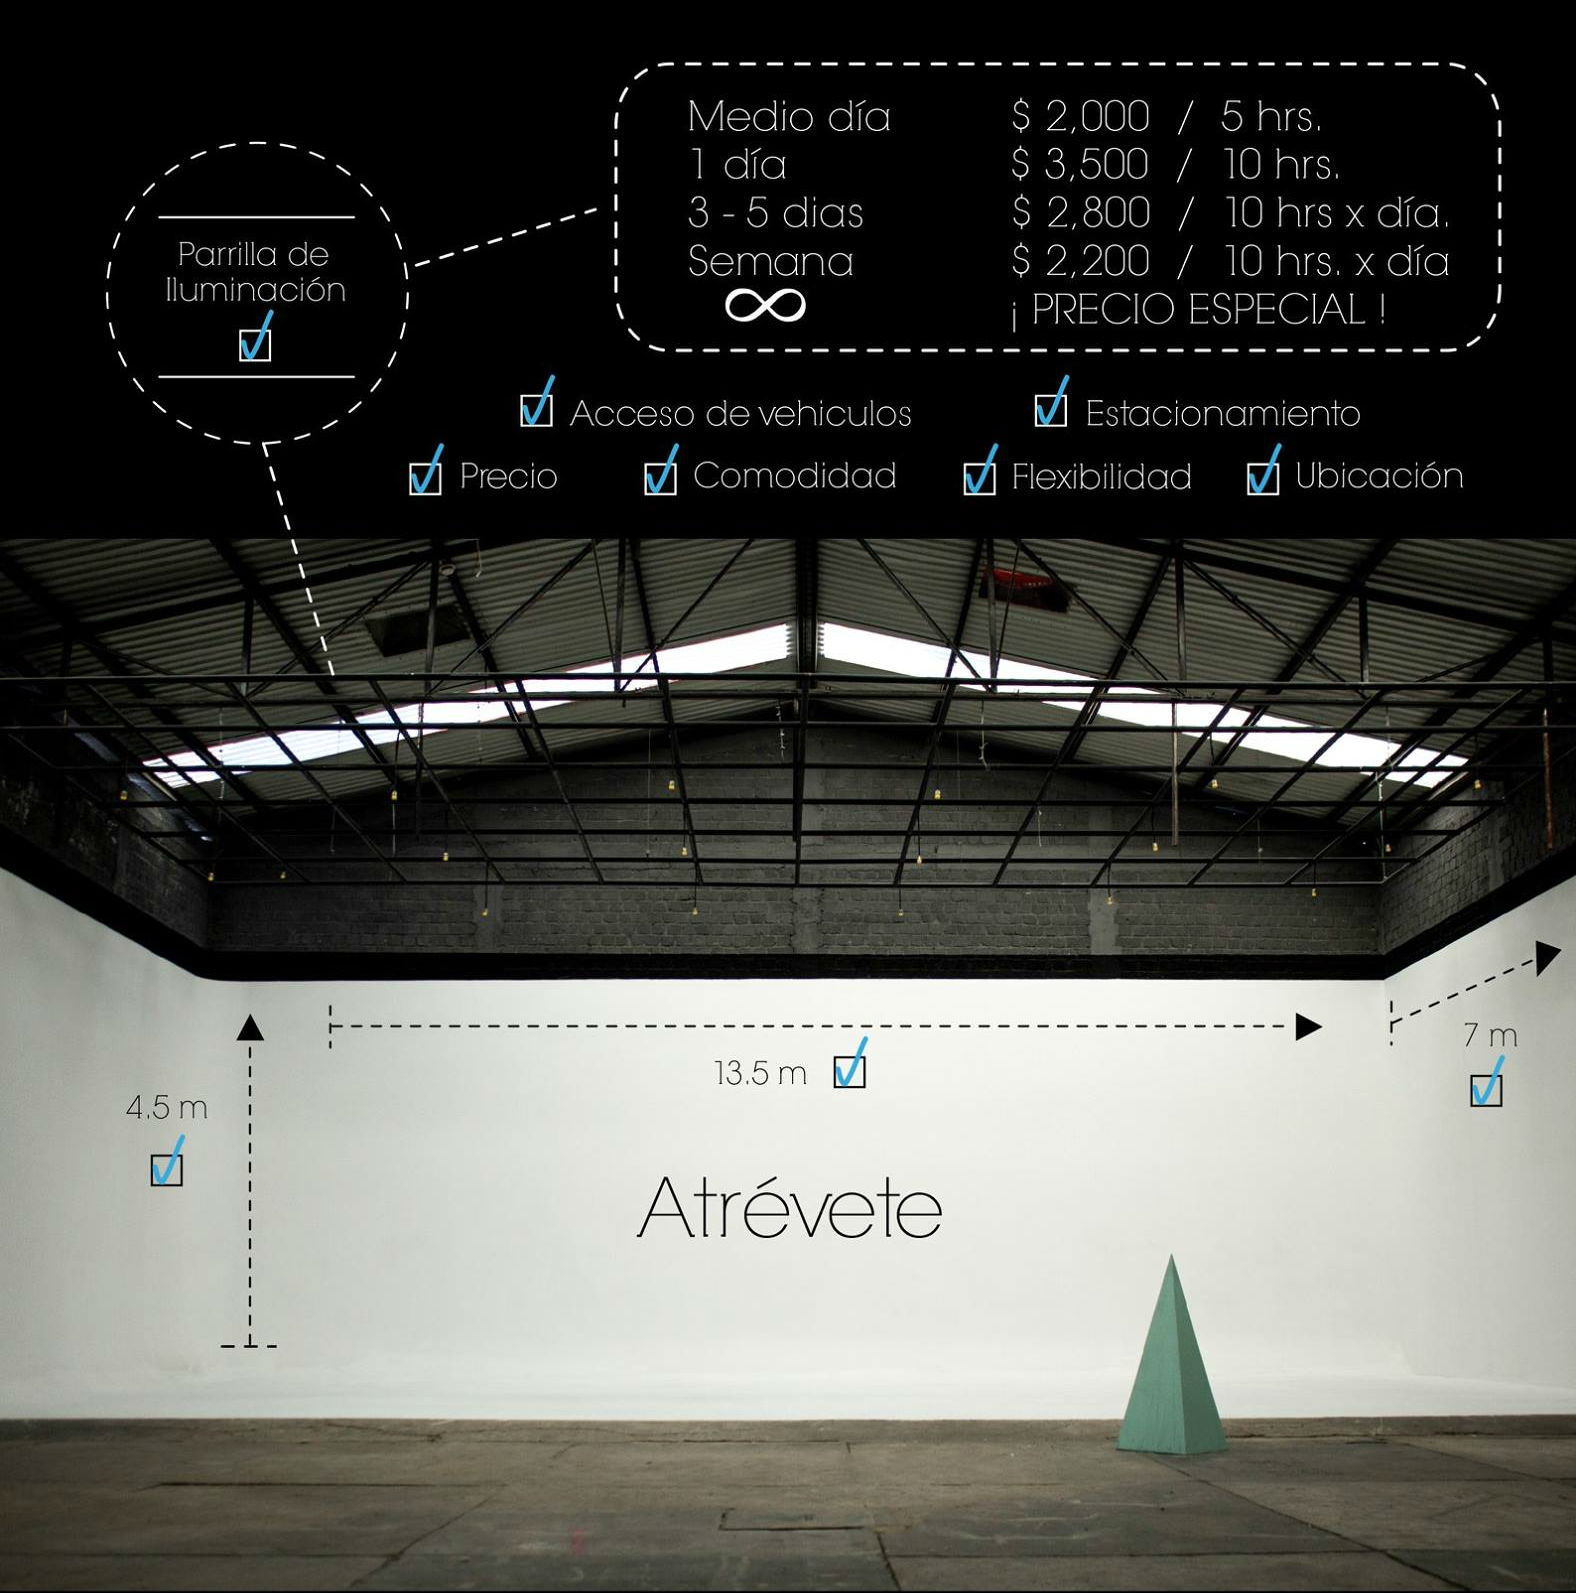 Medio día $ 2,000 / 5 hrs.
1 día $ 3,500 / 10 hrs.
3 - 5 dias $ 2,800 / 10 hrs x día.
Semana $ 2,200 / 10 hrs. x día
∞ ¡ PRECIO ESPECIAL !
Parrilla de
Iluminación
Acceso de vehiculos Estacionamiento
Precio Comodidad Flexibilidad Ubicación
13.5 m
7 m
4.5 m
Atrévete